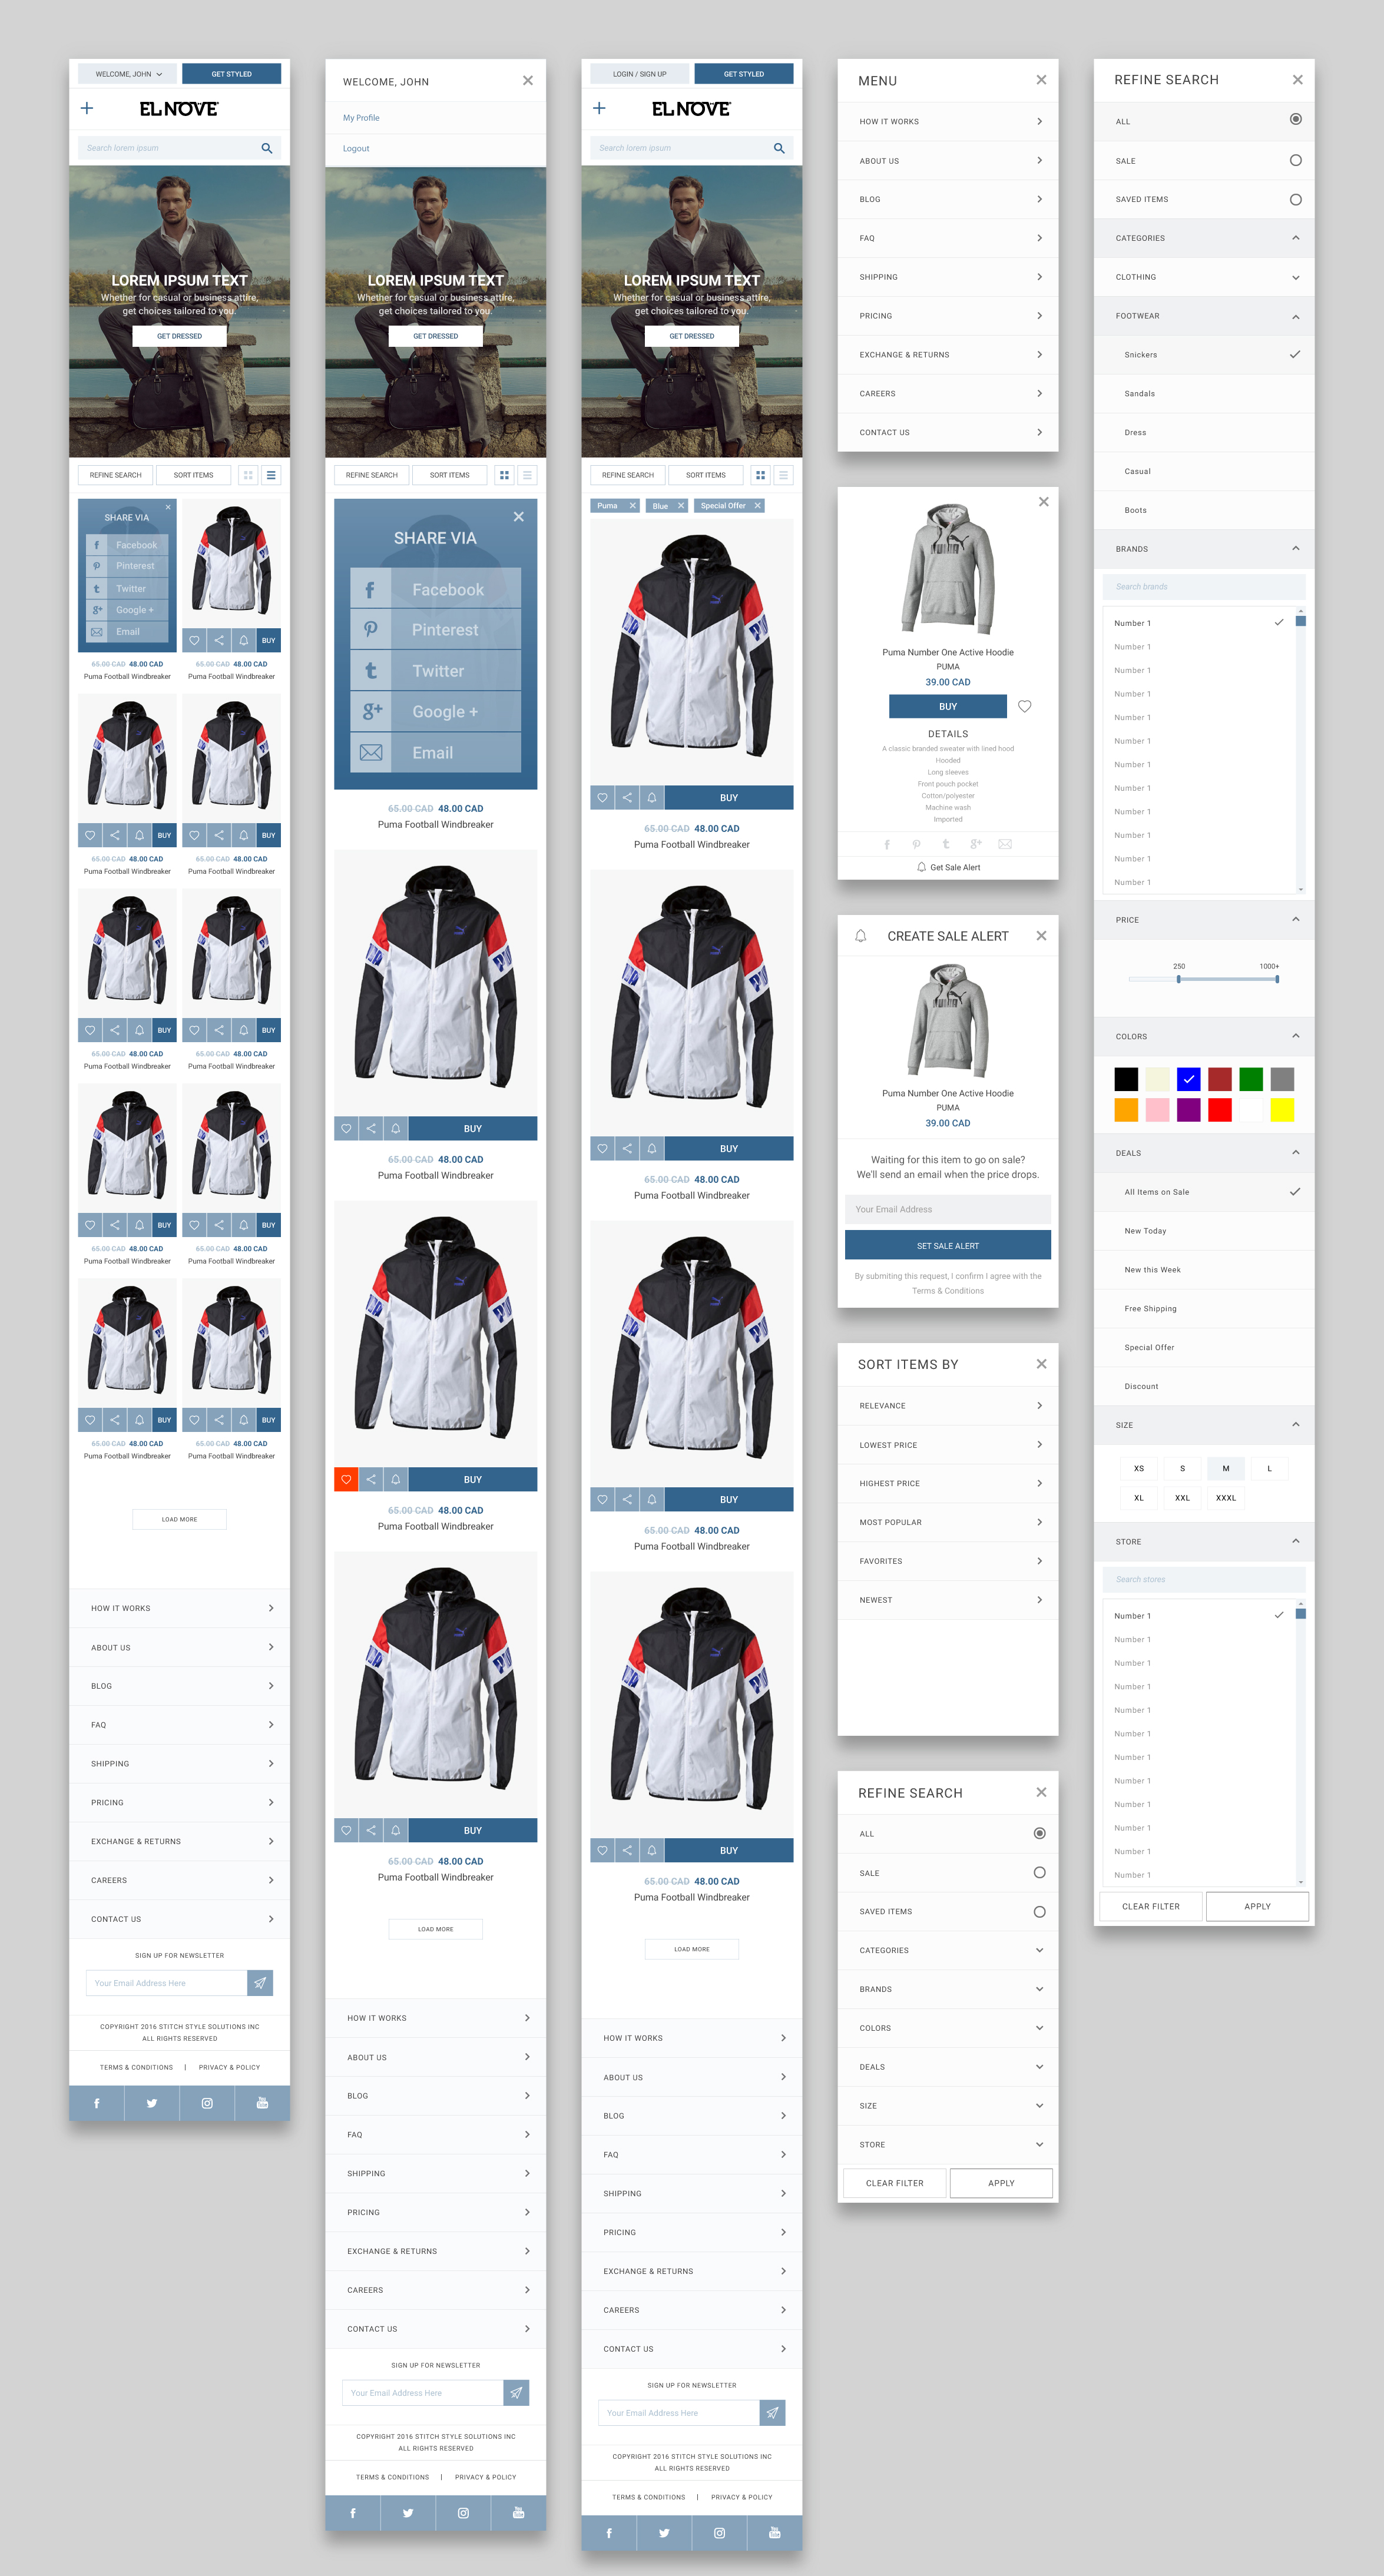 WELCOME, JOHN
GET STYLED
EL NOVE
Search lorem ipsum
LOREM IPSUM TEXT
Whether for casual or business attire,
get choices tailored to you.
GET DRESSED
REFINE SEARCH
SORT ITEMS
SHARE VIA
Facebook
Pinterest
Twitter
Google +
Email
BUY
65.00 CAD 48.00 CAD
65.00 CAD 48.00 CAD
Puma Football Windbreaker
Puma Football Windbreaker
BUY
BUY
65.00 CAD 48.00 CAD
65.00 CAD 48.00 CAD
Puma Football Windbreaker
Puma Football Windbreaker
BUY
BUY
65.00 CAD 48.00 CAD
65.00 CAD 48.00 CAD
Puma Football Windbreaker
Puma Football Windbreaker
BUY
BUY
65.00 CAD 48.00 CAD
65.00 CAD 48.00 CAD
Puma Football Windbreaker
Puma Football Windbreaker
BUY
BUY
65.00 CAD 48.00 CAD
65.00 CAD 48.00 CAD
Puma Football Windbreaker
Puma Football Windbreaker
LOAD MORE
HOW IT WORKS
ABOUT US
BLOG
FAQ
SHIPPING
PRICING
EXCHANGE & RETURNS
CAREERS
CONTACT US
SIGN UP FOR NEWSLETTER
Your Email Address Here
COPYRIGHT 2016 STITCH STYLE SOLUTIONS INC
ALL RIGHTS RESERVED
TERMS & CONDITIONS | PRIVACY & POLICY
WELCOME, JOHN
My Profile
Logout
LOREM IPSUM TEXT
Whether for casual or business attire,
get choices tailored to you.
GET DRESSED
REFINE SEARCH
SORT ITEMS
SHARE VIA
Facebook
Pinterest
Twitter
Google +
Email
65.00 CAD 48.00 CAD
Puma Football Windbreaker
BUY
65.00 CAD 48.00 CAD
Puma Football Windbreaker
BUY
65.00 CAD 48.00 CAD
Puma Football Windbreaker
BUY
65.00 CAD 48.00 CAD
Puma Football Windbreaker
LOAD MORE
HOW IT WORKS
ABOUT US
BLOG
FAQ
SHIPPING
PRICING
EXCHANGE & RETURNS
CAREERS
CONTACT US
SIGN UP FOR NEWSLETTER
Your Email Address Here
COPYRIGHT 2016 STITCH STYLE SOLUTIONS INC
ALL RIGHTS RESERVED
TERMS & CONDITIONS | PRIVACY & POLICY
LOGIN / SIGN UP
GET STYLED
EL NOVE
Search lorem ipsum
LOREM IPSUM TEXT
Whether for casual or business attire,
get choices tailored to you.
GET DRESSED
REFINE SEARCH
SORT ITEMS
Puma
Blue
Special Offer
BUY
65.00 CAD 48.00 CAD
Puma Football Windbreaker
BUY
65.00 CAD 48.00 CAD
Puma Football Windbreaker
BUY
65.00 CAD 48.00 CAD
Puma Football Windbreaker
BUY
65.00 CAD 48.00 CAD
Puma Football Windbreaker
LOAD MORE
HOW IT WORKS
ABOUT US
BLOG
FAQ
SHIPPING
PRICING
EXCHANGE & RETURNS
CAREERS
CONTACT US
SIGN UP FOR NEWSLETTER
Your Email Address Here
COPYRIGHT 2016 STITCH STYLE SOLUTIONS INC
ALL RIGHTS RESERVED
TERMS & CONDITIONS | PRIVACY & POLICY
MENU
HOW IT WORKS
ABOUT US
BLOG
FAQ
SHIPPING
PRICING
EXCHANGE & RETURNS
CAREERS
CONTACT US
Puma Number One Active Hoodie
PUMA
39.00 CAD
BUY
DETAILS
A classic branded sweater with lined hood
Hooded
Long sleeves
Front pouch pocket
Cotton/polyester
Machine wash
Imported
Get Sale Alert
CREATE SALE ALERT
Puma Number One Active Hoodie
PUMA
39.00 CAD
Waiting for this item to go on sale?
We'll send an email when the price drops.
Your Email Address
SET SALE ALERT
By submiting this request, I confirm I agree with the
Terms & Conditions
SORT ITEMS BY
RELEVANCE
LOWEST PRICE
HIGHEST PRICE
MOST POPULAR
FAVORITES
NEWEST
REFINE SEARCH
ALL
SALE
SAVED ITEMS
CATEGORIES
BRANDS
COLORS
DEALS
SIZE
STORE
CLEAR FILTER
APPLY
REFINE SEARCH
ALL
SALE
SAVED ITEMS
CATEGORIES
CLOTHING
FOOTWEAR
Snickers
Sandals
Dress
Casual
Boots
BRANDS
Search brands
Number 1
Number 1
Number 1
Number 1
Number 1
Number 1
Number 1
Number 1
Number 1
Number 1
Number 1
Number 1
PRICE
250
1000+
COLORS
DEALS
All Items on Sale
New Today
New this Week
Free Shipping
Special Offer
Discount
SIZE
XS S M L
XL XXL XXXL
STORE
Search stores
Number 1
Number 1
Number 1
Number 1
Number 1
Number 1
Number 1
Number 1
Number 1
Number 1
Number 1
Number 1
CLEAR FILTER
APPLY